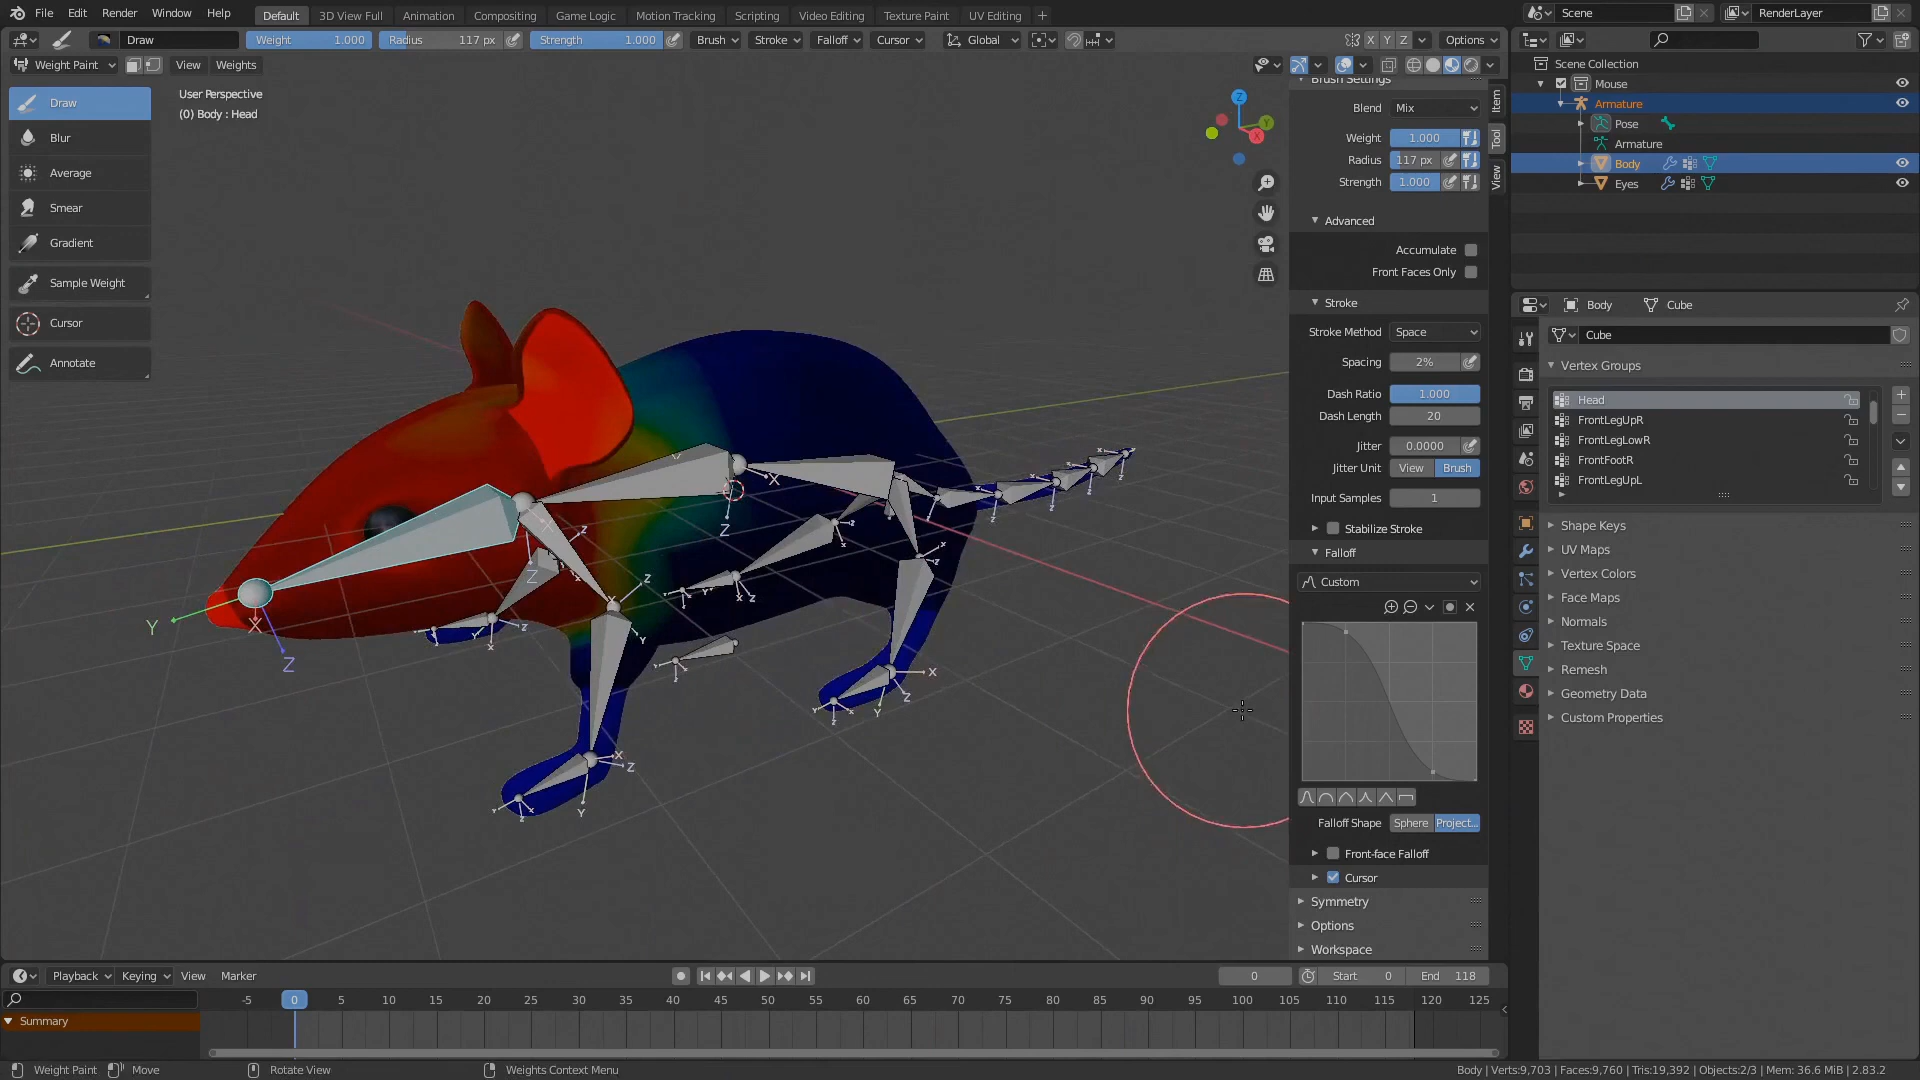 File Edit Render Window Help Default 3D View Full Animation Compositing Game Logic Motion Tracking Scripting Video Editing Texture Paint UV Editing Scene RenderLayer
Draw Weight 1.000 Radius 117 px Strength 1.000 Brush Stroke Falloff Cursor Global X Y Z Options
Weight Paint View Weights
User Perspective
(0) Body : Head
Draw
Blur
Average
Smear
Gradient
Sample Weight
Cursor
Annotate
Brush Settings
Blend Mix
Weight 1.000
Radius 117 px
Strength 1.000
Advanced
Accumulate
Front Faces Only
Stroke
Stroke Method Space
Spacing 2%
Dash Ratio 1.000
Dash Length 20
Jitter 0.0000
Jitter Unit View Brush
Input Samples 1
Stabilize Stroke
Falloff
Custom
Falloff Shape Sphere Project...
Front-face Falloff
Cursor
Symmetry
Options
Workspace
Item
Tool
View
Scene Collection
Mouse
Armature
Pose
Armature
Body
Eyes
Body Cube
Cube
Vertex Groups
Head
FrontLegUpR
FrontLegLowR
FrontFootR
FrontLegUpL
Shape Keys
UV Maps
Vertex Colors
Face Maps
Normals
Texture Space
Remesh
Geometry Data
Custom Properties
Playback Keying View Marker 0 Start 0 End 118
-5 0 5 10 15 20 25 30 35 40 45 50 55 60 65 70 75 80 85 90 95 100 105 110 115 120 125
Summary
Weight Paint Move Rotate View Weights Context Menu Body | Verts:9,703 | Faces:9,760 | Tris:19,392 | Objects:2/3 | Mem: 36.6 MiB | 2.83.2